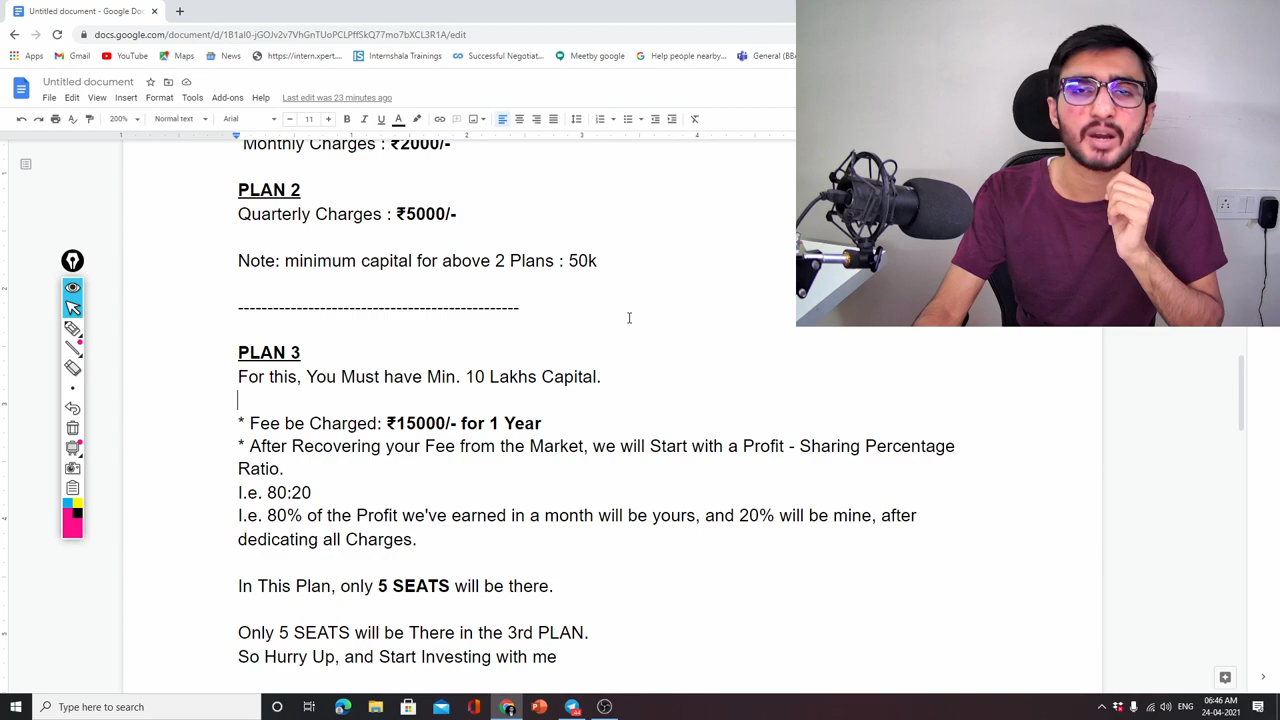 Untitled document - Google Doc
docs.google.com/document/d/1B1al0-jGOJv2v7VhGnTUoPCLPffSkQ77mo7bXCL3R1A/edit
Apps Gmail YouTube Maps News https://intern.xpert.... Internshala Trainings Successful Negotiat... Meetby google Help people nearby... General (BBA
Untitled document
File Edit View Insert Format Tools Add-ons Help Last edit was 23 minutes ago
200% Normal text Arial 11
Monthly Charges : ₹2000/-
PLAN 2
Quarterly Charges : ₹5000/-
Note: minimum capital for above 2 Plans : 50k
------------------------------------------------
PLAN 3
For this, You Must have Min. 10 Lakhs Capital.
* Fee be Charged: ₹15000/- for 1 Year
* After Recovering your Fee from the Market, we will Start with a Profit - Sharing Percentage
Ratio.
I.e. 80:20
I.e. 80% of the Profit we've earned in a month will be yours, and 20% will be mine, after
dedicating all Charges.
In This Plan, only 5 SEATS will be there.
Only 5 SEATS will be There in the 3rd PLAN.
So Hurry Up, and Start Investing with me
Type here to search
06:46 AM
24-04-2021